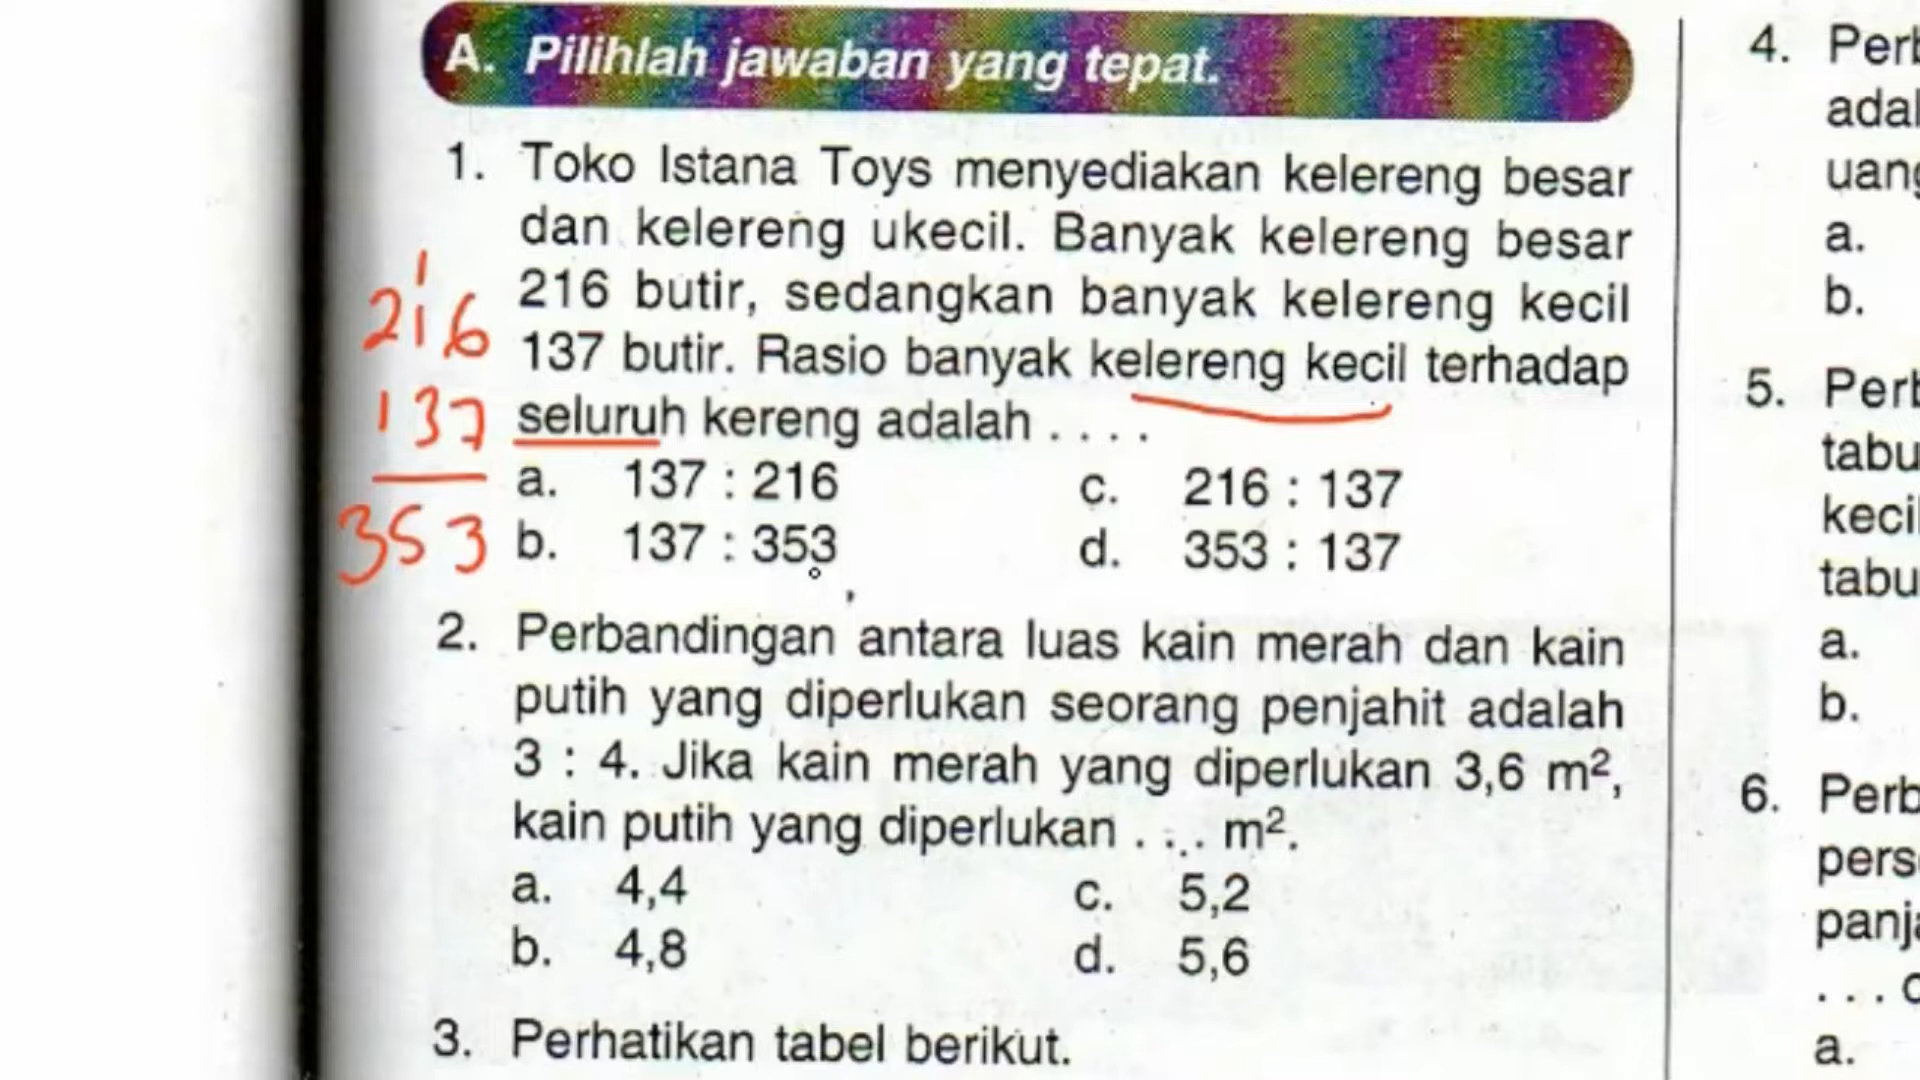 A. Pilihlah jawaban yang tepat.
1. Toko Istana Toys menyediakan kelereng besar
dan kelereng ukecil. Banyak kelereng besar
216 butir, sedangkan banyak kelereng kecil
137 butir. Rasio banyak kelereng kecil terhadap
seluruh kereng adalah . . . .
a. 137 : 216
c. 216 : 137
b. 137 : 353
d. 353 : 137
1
216
137
353
2. Perbandingan antara luas kain merah dan kain
putih yang diperlukan seorang penjahit adalah
3 : 4. Jika kain merah yang diperlukan 3,6 m²,
kain putih yang diperlukan . . . . m².
a. 4,4
c. 5,2
b. 4,8
d. 5,6
3. Perhatikan tabel berikut.
4.
a.
b.
5.
a.
b.
6.
a.